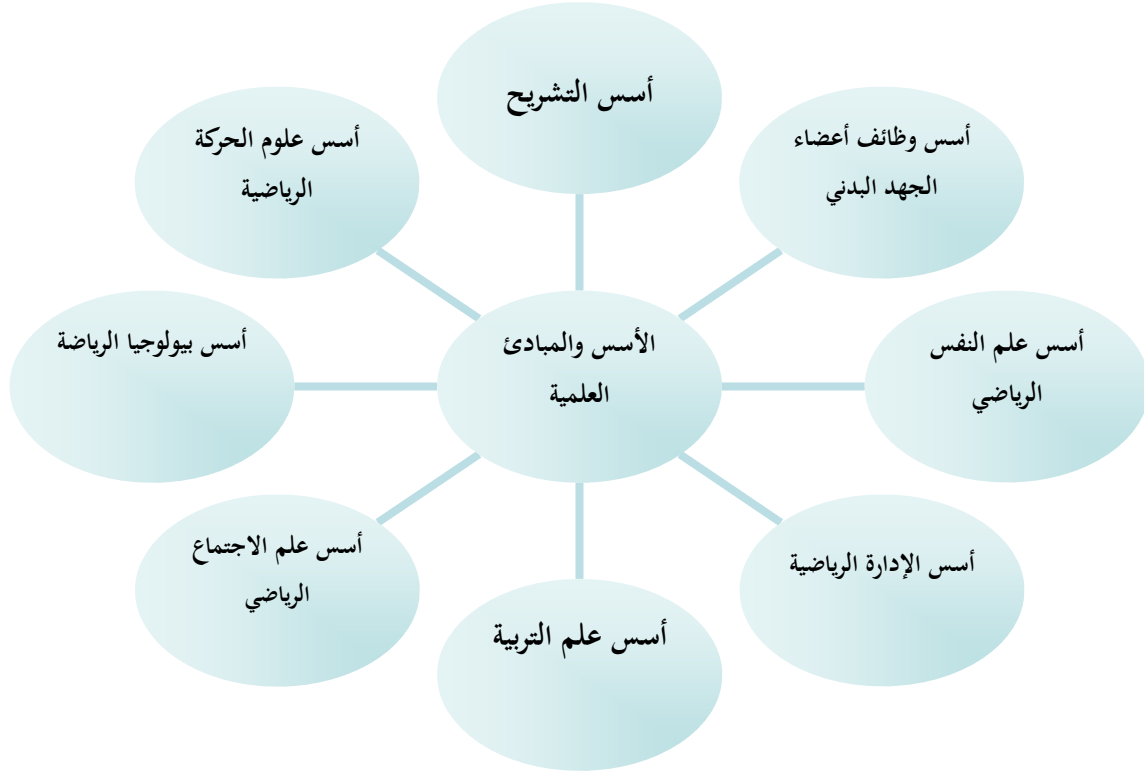 أسس التشريح
أسس وظائف أعضاء
الجهد البدني
أسس علوم الحركة
الرياضية
الأسس والمبادئ
العلمية
أسس علم النفس
الرياضي
أسس بيولوجيا الرياضة
أسس الإدارة الرياضية
أسس علم الاجتماع
الرياضي
أسس علم التربية